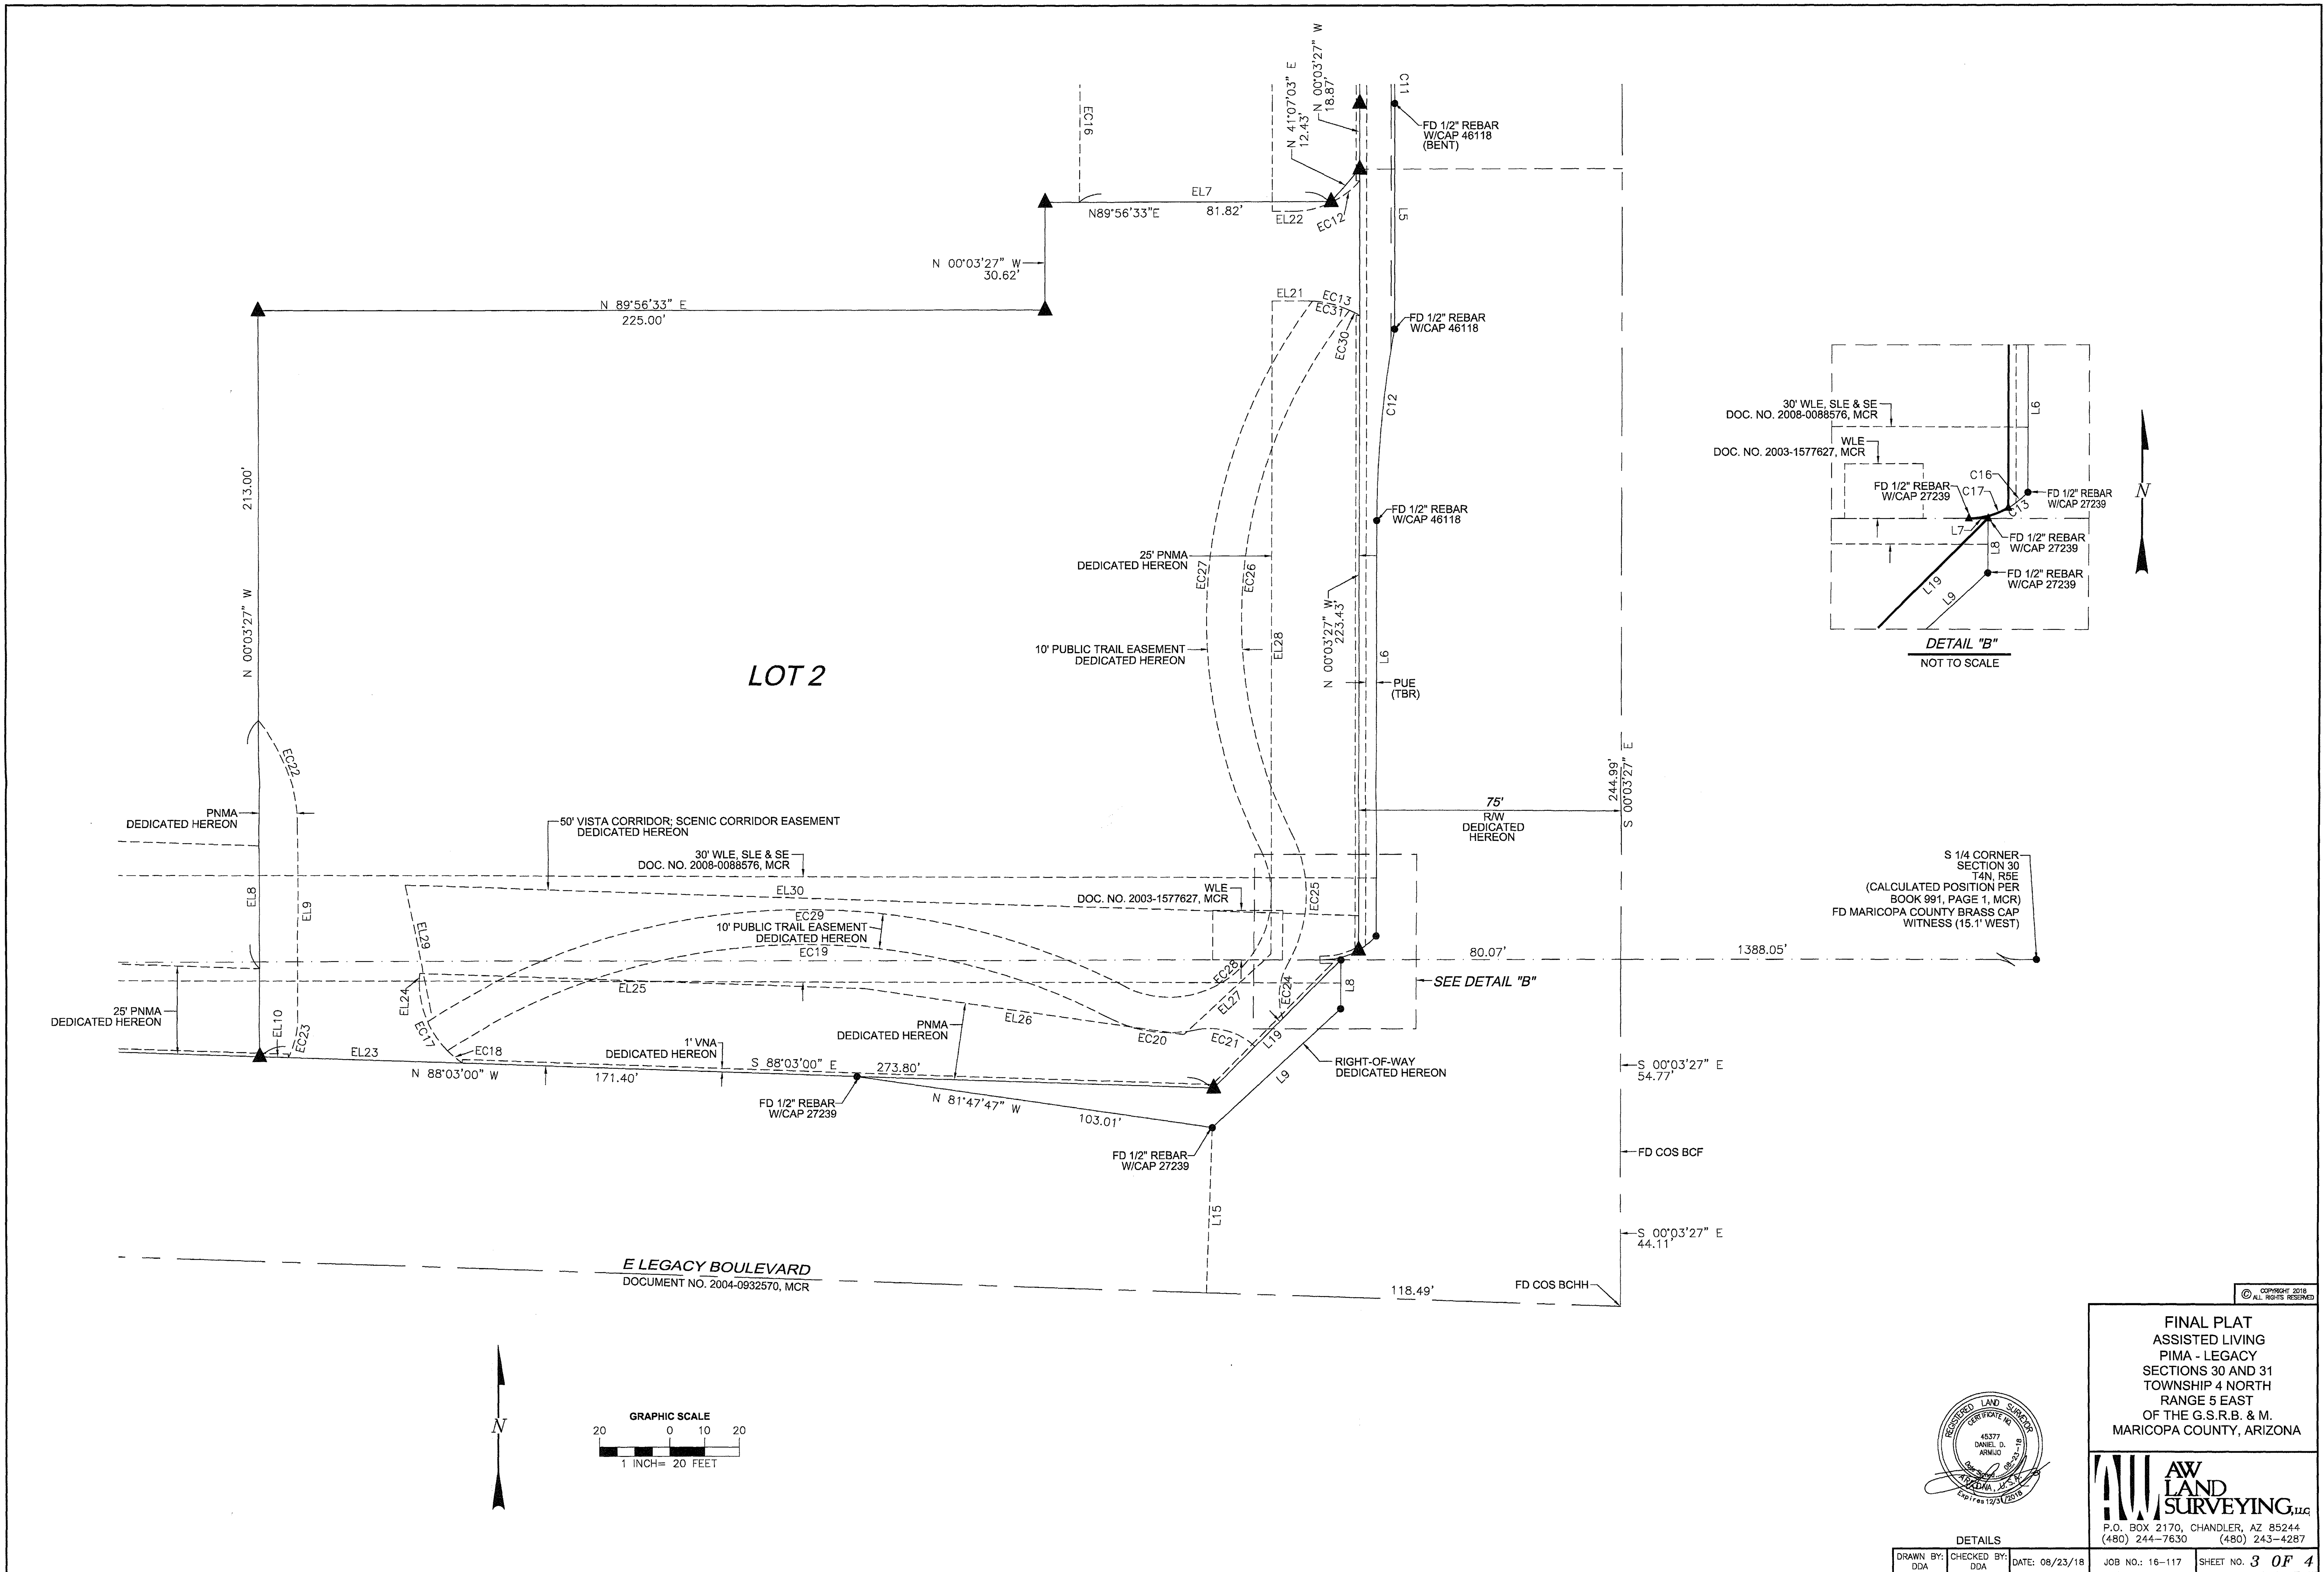 N 41°07'03" E
12.43'
N 00°03'27" W
18.87'
C11
EC16
FD 1/2" REBAR
W/CAP 46118
(BENT)
EL7
N89°56'33"E 81.82'
EL22
EC12
L5
N 00°03'27" W
30.62'
N 89°56'33" E
225.00'
EL21
EC13
EC31
EC30
FD 1/2" REBAR
W/CAP 46118
C12
213.00'
N 00°03'27" W
FD 1/2" REBAR
W/CAP 46118
25' PNMA
DEDICATED HEREON
EC27
EC26
EL28
N 00°03'27" W
223.43'
10' PUBLIC TRAIL EASEMENT
DEDICATED HEREON
L6
PUE
(TBR)
LOT 2
EC22
244.99'
S 00°03'27" E
PNMA
DEDICATED HEREON
50' VISTA CORRIDOR; SCENIC CORRIDOR EASEMENT
DEDICATED HEREON
75'
R/W
DEDICATED
HEREON
30' WLE, SLE & SE
DOC. NO. 2008-0088576, MCR
EL8
EL9
EL30
WLE
DOC. NO. 2003-1577627, MCR
EC25
EC29
10' PUBLIC TRAIL EASEMENT
DEDICATED HEREON
EC19
EL29
EC28
80.07'
1388.05'
S 1/4 CORNER
SECTION 30
T4N, R5E
(CALCULATED POSITION PER
BOOK 991, PAGE 1, MCR)
FD MARICOPA COUNTY BRASS CAP
WITNESS (15.1' WEST)
EL24
EL25
EL27
EC24
L8
SEE DETAIL "B"
25' PNMA
DEDICATED HEREON
EL10
EC23
EC17
EL26
PNMA
DEDICATED HEREON
EC20
EC21
L19
EL23
EC18
1' VNA
DEDICATED HEREON
S 88°03'00" E 273.80'
N 88°03'00" W 171.40'
RIGHT-OF-WAY
DEDICATED HEREON
L9
S 00°03'27" E
54.77'
FD 1/2" REBAR
W/CAP 27239
N 81°47'47" W 103.01'
FD 1/2" REBAR
W/CAP 27239
FD COS BCF
L15
S 00°03'27" E
44.11'
E LEGACY BOULEVARD
DOCUMENT NO. 2004-0932570, MCR
118.49'
FD COS BCHH
30' WLE, SLE & SE
DOC. NO. 2008-0088576, MCR
L6
WLE
DOC. NO. 2003-1577627, MCR
C16
FD 1/2" REBAR
W/CAP 27239
C17
C13
FD 1/2" REBAR
W/CAP 27239
L7
L8
FD 1/2" REBAR
W/CAP 27239
FD 1/2" REBAR
W/CAP 27239
L19
L9
DETAIL "B"
NOT TO SCALE
N
N
GRAPHIC SCALE
20 0 10 20
1 INCH= 20 FEET
© COPYRIGHT 2018
ALL RIGHTS RESERVED
FINAL PLAT
ASSISTED LIVING
PIMA - LEGACY
SECTIONS 30 AND 31
TOWNSHIP 4 NORTH
RANGE 5 EAST
OF THE G.S.R.B. & M.
MARICOPA COUNTY, ARIZONA
REGISTERED LAND SURVEYOR
CERTIFICATE NO.
45377
DANIEL D.
ARMIJO
Date Signed 08-23-18
ARIZONA, U.S.A.
Expires 12/31/2018
AW
AW
LAND
SURVEYING, LLC
P.O. BOX 2170, CHANDLER, AZ 85244
(480) 244-7630 (480) 243-4287
DETAILS
DRAWN BY: DDA
CHECKED BY: DDA
DATE: 08/23/18
JOB NO.: 16-117
SHEET NO. 3 OF 4